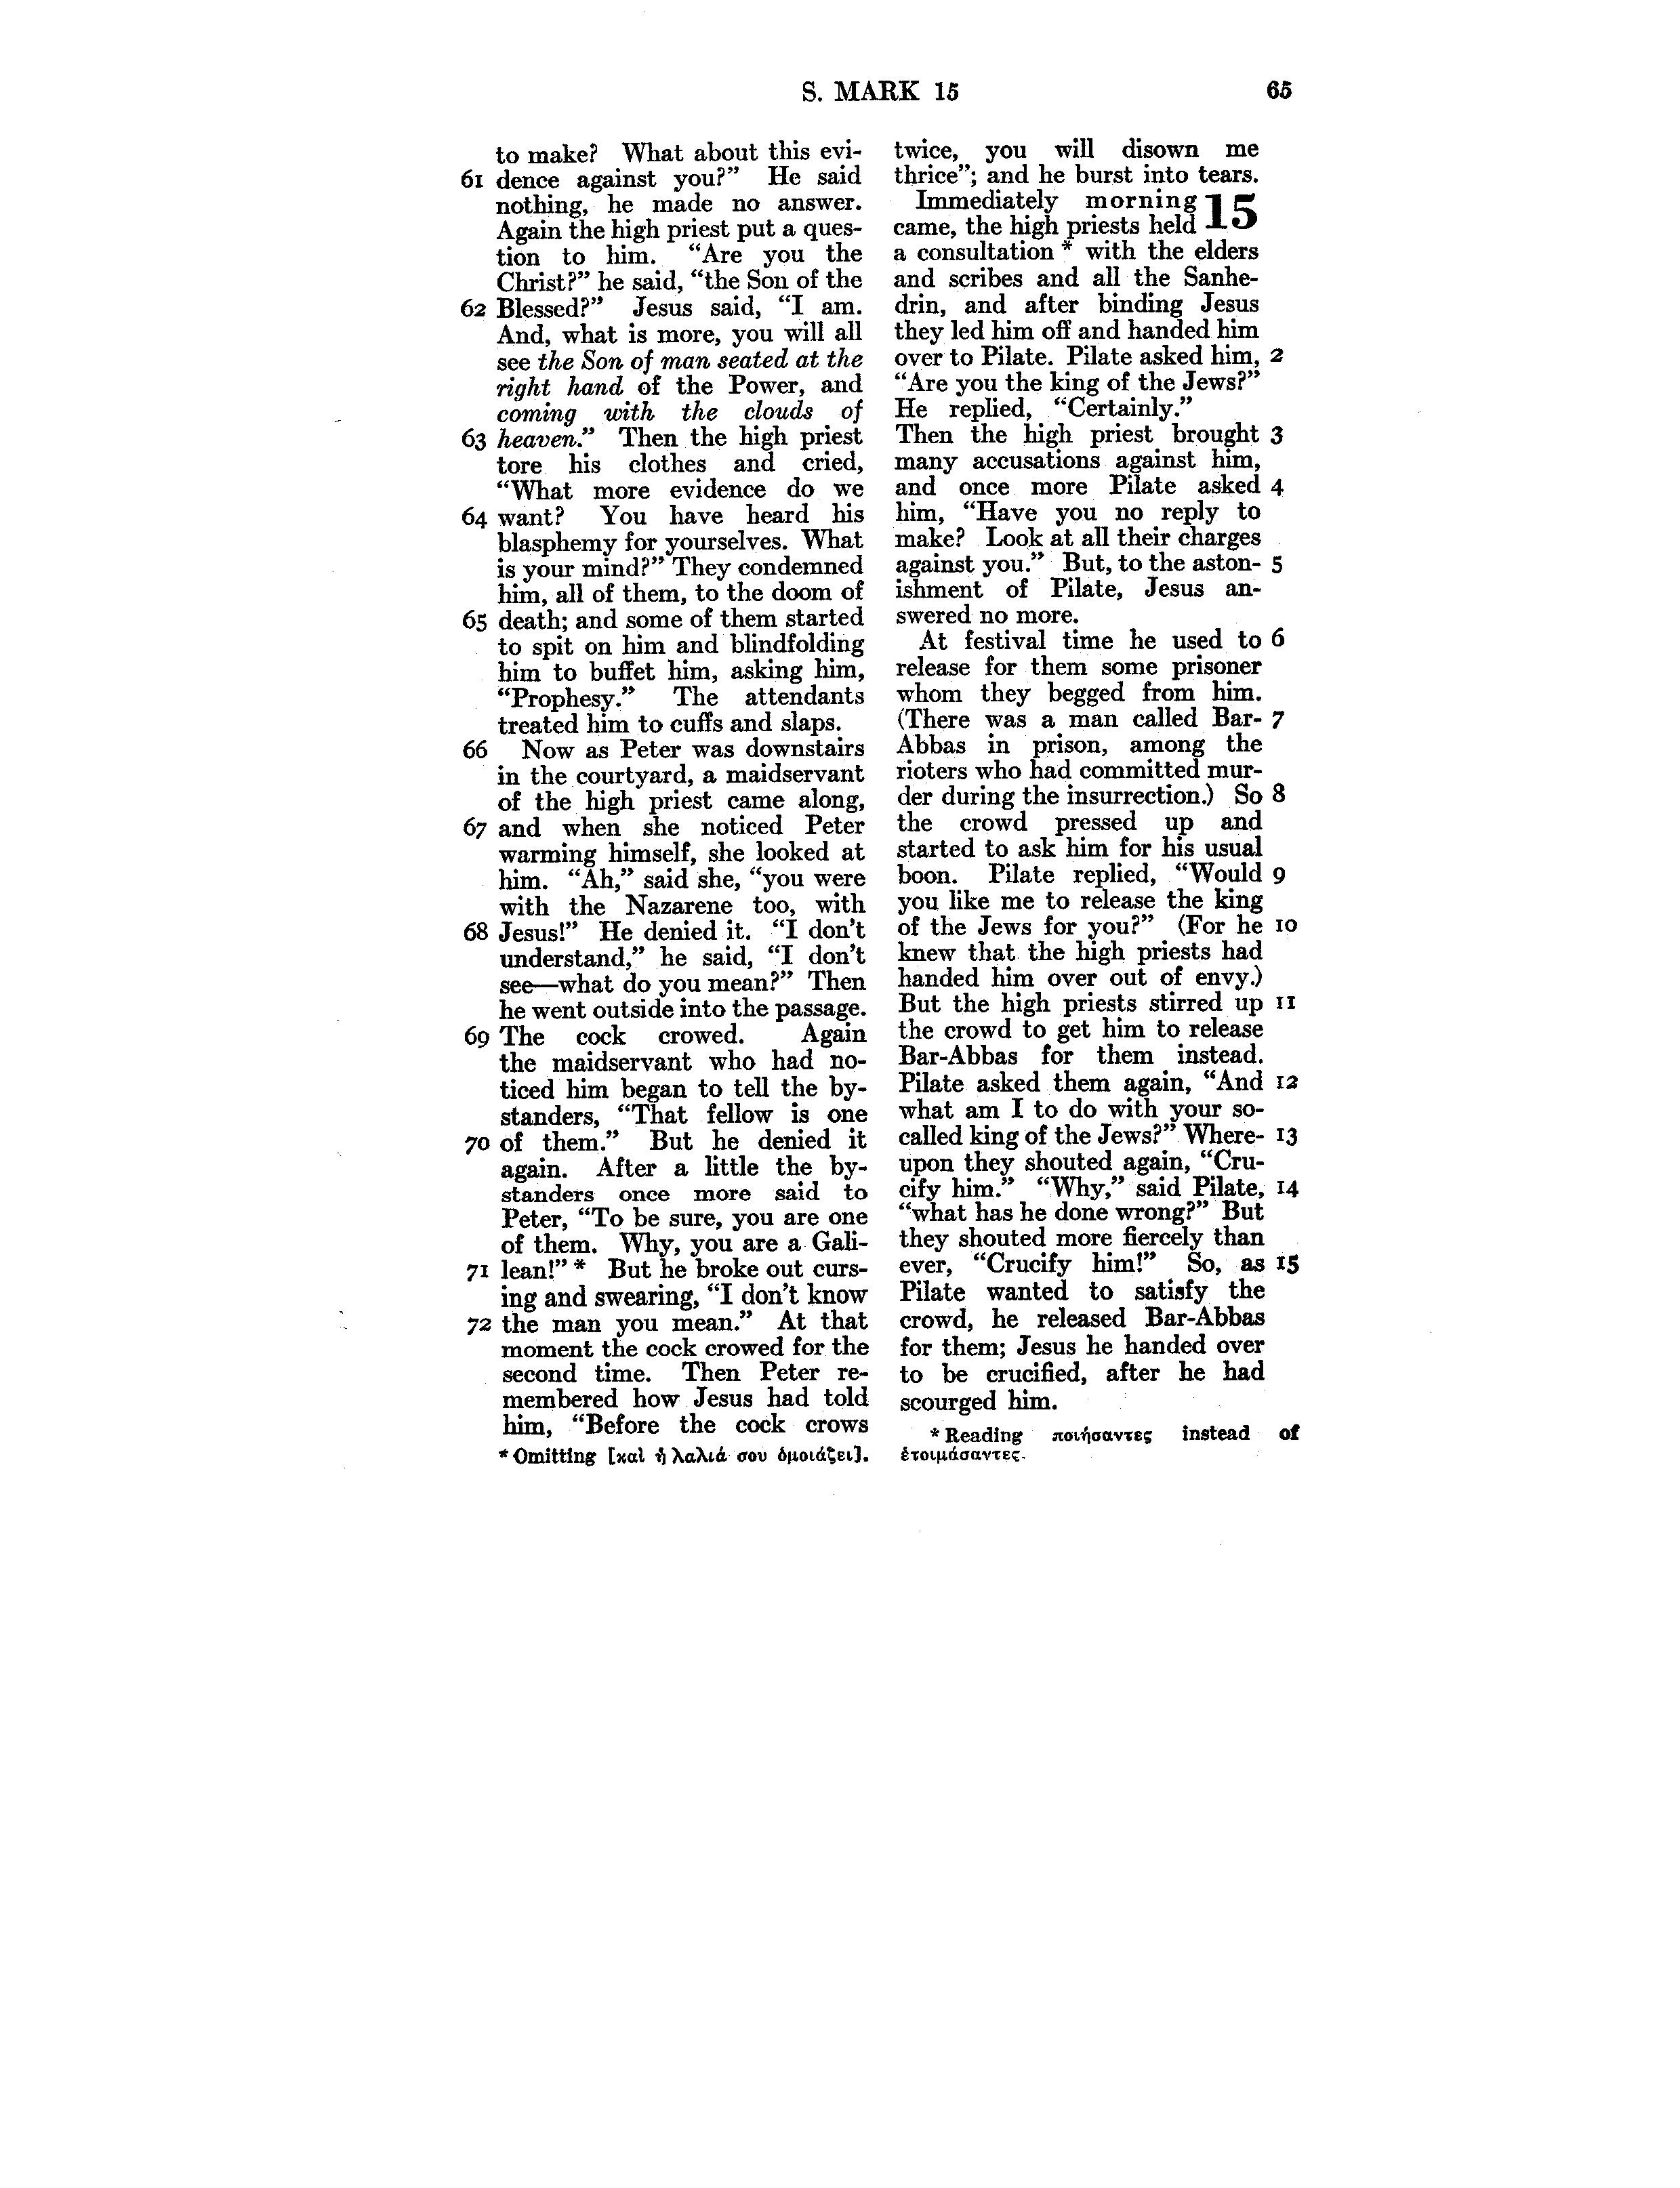 S. MARK 15 65
to make? What about this evi-
61 dence against you?” He said
nothing, he made no answer.
Again the high priest put a ques-
tion to him. “Are you the
Christ?” he said, “the Son of the
62 Blessed?” Jesus said, “I am.
And, what is more, you will all
see the Son of man seated at the
right hand of the Power, and
coming with the clouds of
63 heaven.” Then the high priest
tore his clothes and cried,
“What more evidence do we
64 want? You have heard his
blasphemy for yourselves. What
is your mind?” They condemned
him, all of them, to the doom of
65 death; and some of them started
to spit on him and blindfolding
him to buffet him, asking him,
“Prophesy.” The attendants
treated him to cuffs and slaps.
66 Now as Peter was downstairs
in the courtyard, a maidservant
of the high priest came along,
67 and when she noticed Peter
warming himself, she looked at
him. “Ah,” said she, “you were
with the Nazarene too, with
68 Jesus!” He denied it. “I don’t
understand,” he said, “I don’t
see—what do you mean?” Then
he went outside into the passage.
69 The cock crowed. Again
the maidservant who had no-
ticed him began to tell the by-
standers, “That fellow is one
70 of them.” But he denied it
again. After a little the by-
standers once more said to
Peter, “To be sure, you are one
of them. Why, you are a Gali-
71 lean!” * But he broke out curs-
ing and swearing, “I don’t know
72 the man you mean.” At that
moment the cock crowed for the
second time. Then Peter re-
membered how Jesus had told
him, “Before the cock crows
* Omitting [καὶ ἡ λαλιά σου ὁμοιάζει].
twice, you will disown me
thrice”; and he burst into tears.
Immediately morning 15
came, the high priests held
a consultation * with the elders
and scribes and all the Sanhe-
drin, and after binding Jesus
they led him off and handed him
over to Pilate. Pilate asked him, 2
“Are you the king of the Jews?”
He replied, “Certainly.”
Then the high priest brought 3
many accusations against him,
and once more Pilate asked 4
him, “Have you no reply to
make? Look at all their charges
against you.” But, to the aston- 5
ishment of Pilate, Jesus an-
swered no more.
At festival time he used to 6
release for them some prisoner
whom they begged from him.
(There was a man called Bar- 7
Abbas in prison, among the
rioters who had committed mur-
der during the insurrection.) So 8
the crowd pressed up and
started to ask him for his usual
boon. Pilate replied, “Would 9
you like me to release the king
of the Jews for you?” (For he 10
knew that the high priests had
handed him over out of envy.)
But the high priests stirred up 11
the crowd to get him to release
Bar-Abbas for them instead.
Pilate asked them again, “And 12
what am I to do with your so-
called king of the Jews?” Where- 13
upon they shouted again, “Cru-
cify him.” “Why,” said Pilate, 14
“what has he done wrong?” But
they shouted more fiercely than
ever, “Crucify him!” So, as 15
Pilate wanted to satisfy the
crowd, he released Bar-Abbas
for them; Jesus he handed over
to be crucified, after he had
scourged him.
* Reading ποιήσαντες instead of
ἑτοιμάσαντες.